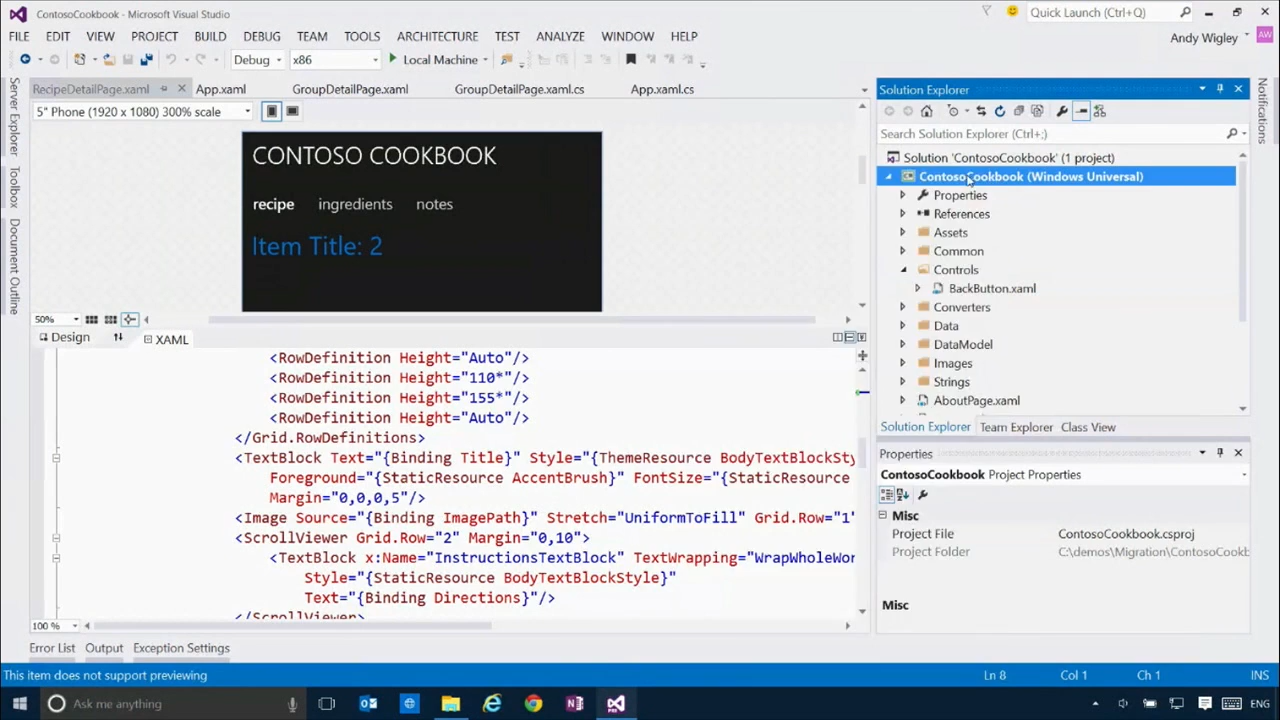 ContosoCookbook - Microsoft Visual Studio
Quick Launch (Ctrl+Q)
FILE EDIT VIEW PROJECT BUILD DEBUG TEAM TOOLS ARCHITECTURE TEST ANALYZE WINDOW HELP
Andy Wigley AW
Debug x86 Local Machine
RecipeDetailPage.xaml App.xaml GroupDetailPage.xaml GroupDetailPage.xaml.cs App.xaml.cs
5" Phone (1920 x 1080) 300% scale
Server Explorer
Toolbox
Document Outline
CONTOSO COOKBOOK
recipe ingredients notes
Item Title: 2
50%
Design XAML
<RowDefinition Height="Auto"/>
<RowDefinition Height="110*"/>
<RowDefinition Height="155*"/>
<RowDefinition Height="Auto"/>
</Grid.RowDefinitions>
<TextBlock Text="{Binding Title}" Style="{ThemeResource BodyTextBlockSty
Foreground="{StaticResource AccentBrush}" FontSize="{StaticResource
Margin="0,0,0,5"/>
<Image Source="{Binding ImagePath}" Stretch="UniformToFill" Grid.Row="1"
<ScrollViewer Grid.Row="2" Margin="0,10">
<TextBlock x:Name="InstructionsTextBlock" TextWrapping="WrapWholeWor
Style="{StaticResource BodyTextBlockStyle}"
Text="{Binding Directions}"/>
</ScrollViewer>
100 %
Error List Output Exception Settings
Solution Explorer
Search Solution Explorer (Ctrl+;)
Solution 'ContosoCookbook' (1 project)
ContosoCookbook (Windows Universal)
Properties
References
Assets
Common
Controls
BackButton.xaml
Converters
Data
DataModel
Images
Strings
AboutPage.xaml
Solution Explorer Team Explorer Class View
Properties
ContosoCookbook Project Properties
Misc
Project File ContosoCookbook.csproj
Project Folder C:\demos\Migration\ContosoCookb
Misc
Notifications
This item does not support previewing Ln 8 Col 1 Ch 1 INS
Ask me anything
ENG